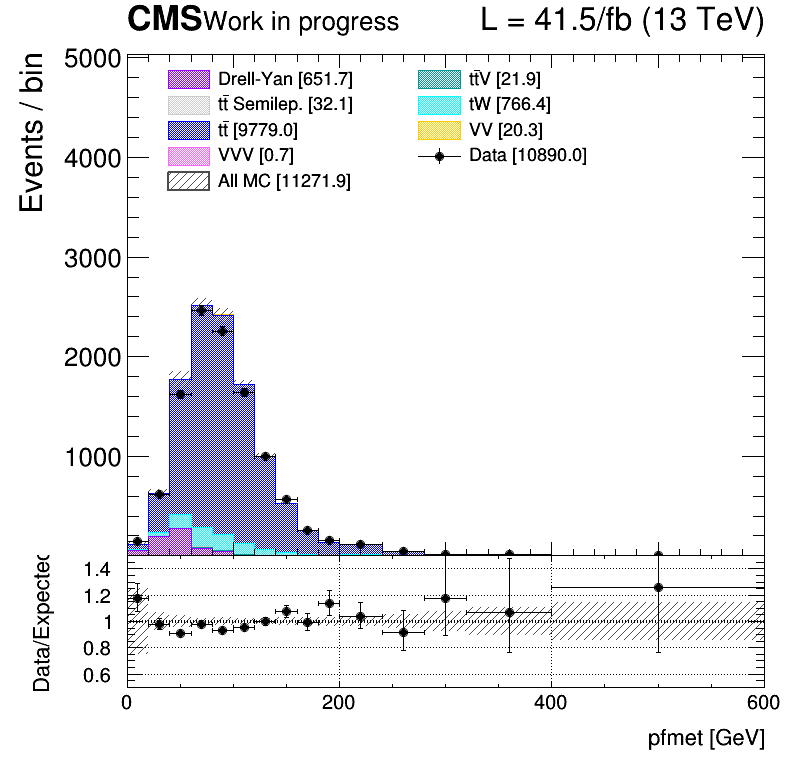 CMS Work in progress L = 41.5/fb (13 TeV)
Events / bin
5000
4000
3000
2000
1000
Drell-Yan [651.7]
tt̄ Semilep. [32.1]
tt̄ [9779.0]
VVV [0.7]
All MC [11271.9]
tt̄V [21.9]
tW [766.4]
VV [20.3]
Data [10890.0]
Data/Expected
1.4
1.2
1
0.8
0.6
0 200 400 600
pfmet [GeV]